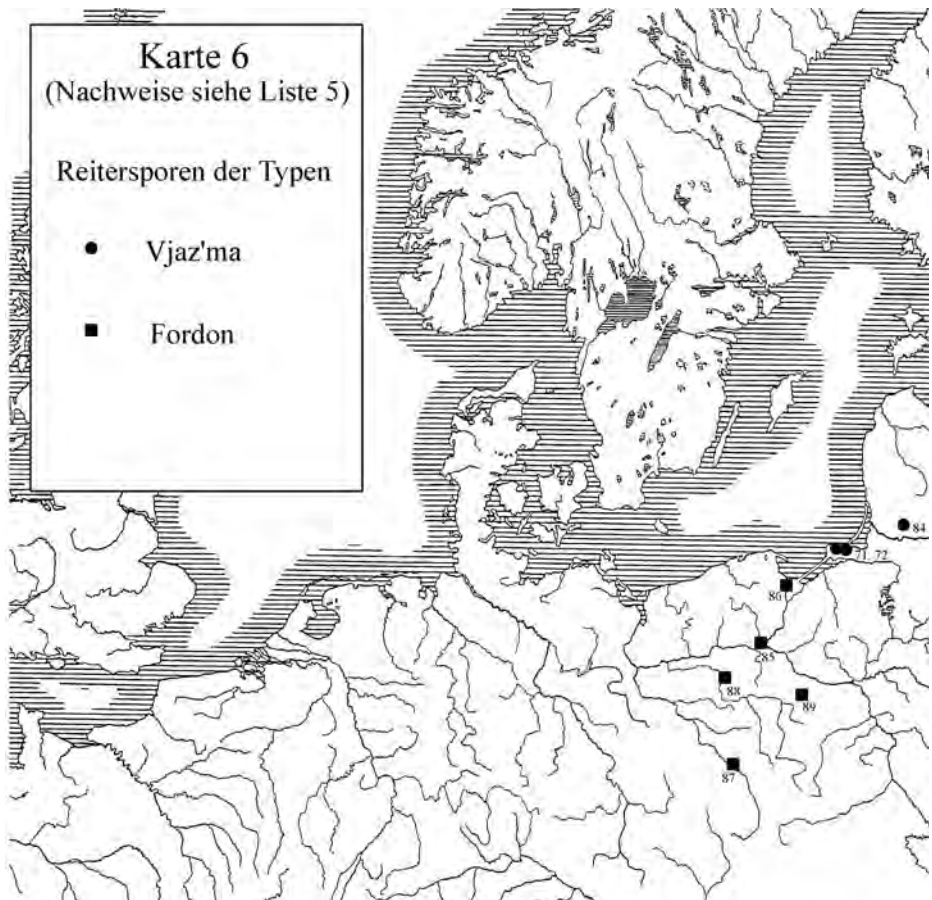 Karte 6
(Nachweise siehe Liste 5)
Reitersporen der Typen
Vjaz'ma
Fordon
84
71, 72
86
285
88
89
87